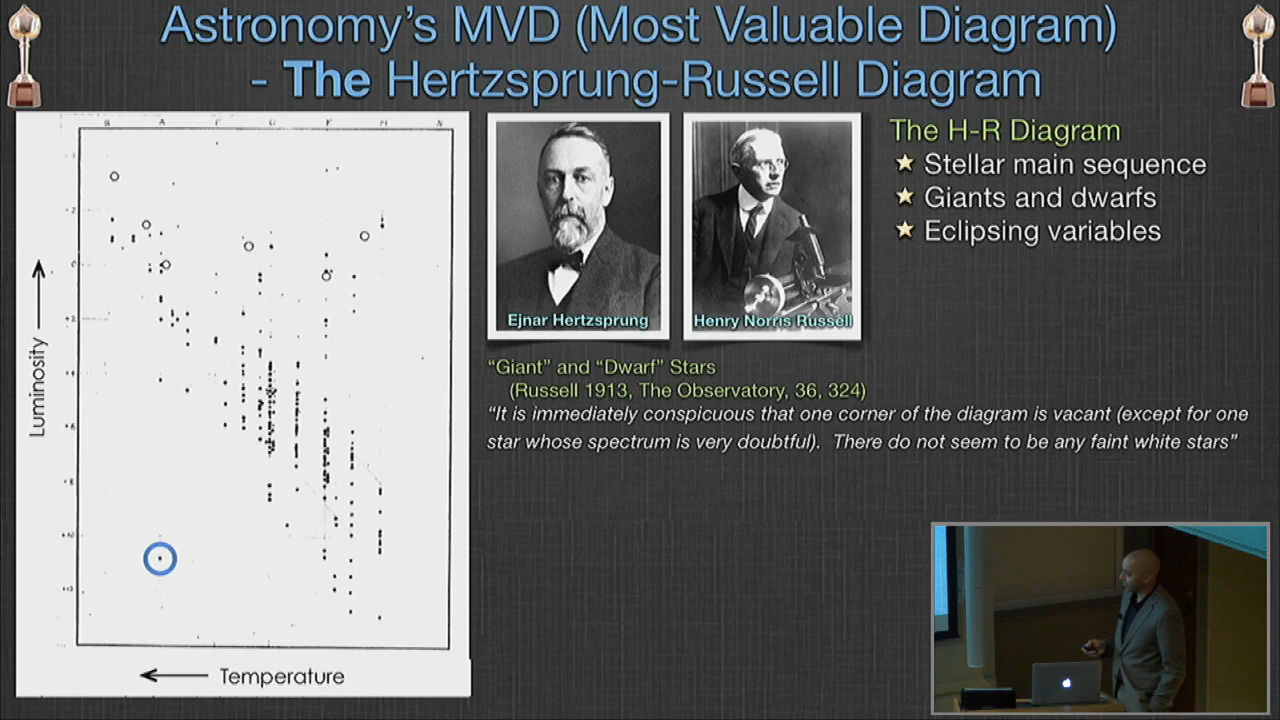 Astronomy's MVD (Most Valuable Diagram)
- The Hertzsprung-Russell Diagram
B A F G K M N
Luminosity
Temperature
Ejnar Hertzsprung
Henry Norris Russell
The H-R Diagram
Stellar main sequence
Giants and dwarfs
Eclipsing variables
"Giant" and "Dwarf" Stars
(Russell 1913, The Observatory, 36, 324)
"It is immediately conspicuous that one corner of the diagram is vacant (except for one
star whose spectrum is very doubtful). There do not seem to be any faint white stars"